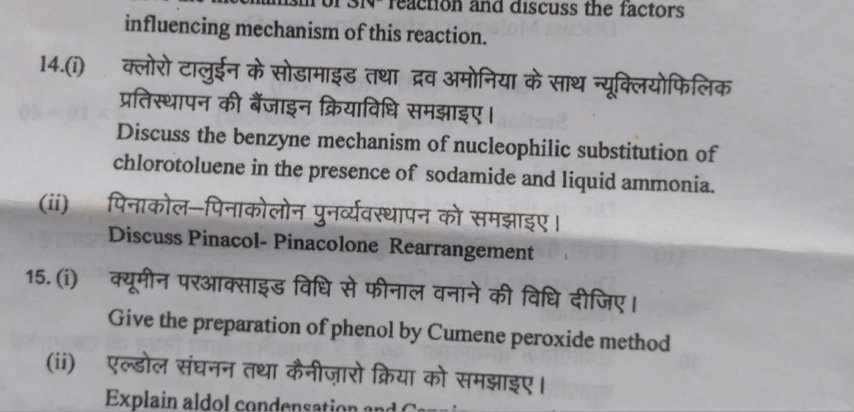 reaction and discuss the factors
influencing mechanism of this reaction.
14.(i) क्लोरो टालुईन के सोडामाइड तथा द्रव अमोनिया के साथ न्यूक्लियोफिलिक
प्रतिस्थापन की बैंजाइन क्रियाविधि समझाइए।
Discuss the benzyne mechanism of nucleophilic substitution of
chlorotoluene in the presence of sodamide and liquid ammonia.
(ii) पिनाकोल–पिनाकोलोन पुनर्व्यवस्थापन को समझाइए।
Discuss Pinacol- Pinacolone Rearrangement
15. (i) क्यूमीन परआक्साइड विधि से फीनाल वनाने की विधि दीजिए।
Give the preparation of phenol by Cumene peroxide method
(ii) एल्डोल संघनन तथा कैनीज़ारो क्रिया को समझाइए।
Explain aldol condensation and